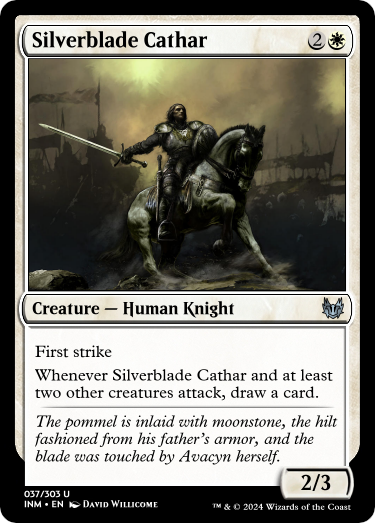 Silverblade Cathar 2
Creature — Human Knight
First strike
Whenever Silverblade Cathar and at least
two other creatures attack, draw a card.
The pommel is inlaid with moonstone, the hilt
fashioned from his father's armor, and the
blade was touched by Avacyn herself.
2/3
037/303 U
INM • EN DAVID WILLICOME ™ & © 2024 Wizards of the Coast